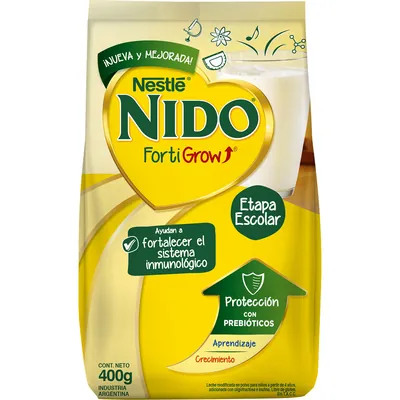 ¡NUEVA y MEJORADA!
Nestlé
NIDO®
FortiGrow®
Etapa
Escolar
Ayudan a
fortalecer el
sistema
inmunológico
Protección
CON
PREBIÓTICOS
Aprendizaje
Crecimiento
CONT. NETO
400g
INDUSTRIA
ARGENTINA